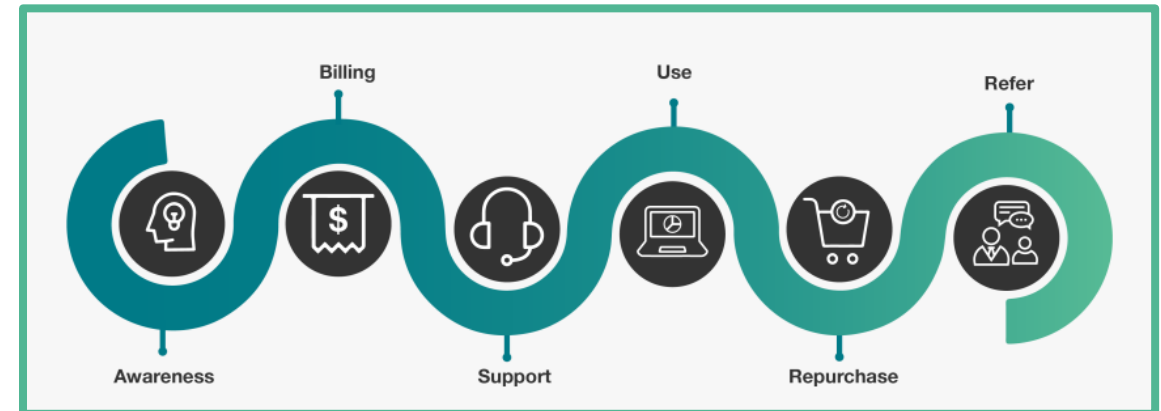 Billing
Use
Refer
$
Awareness
Support
Repurchase